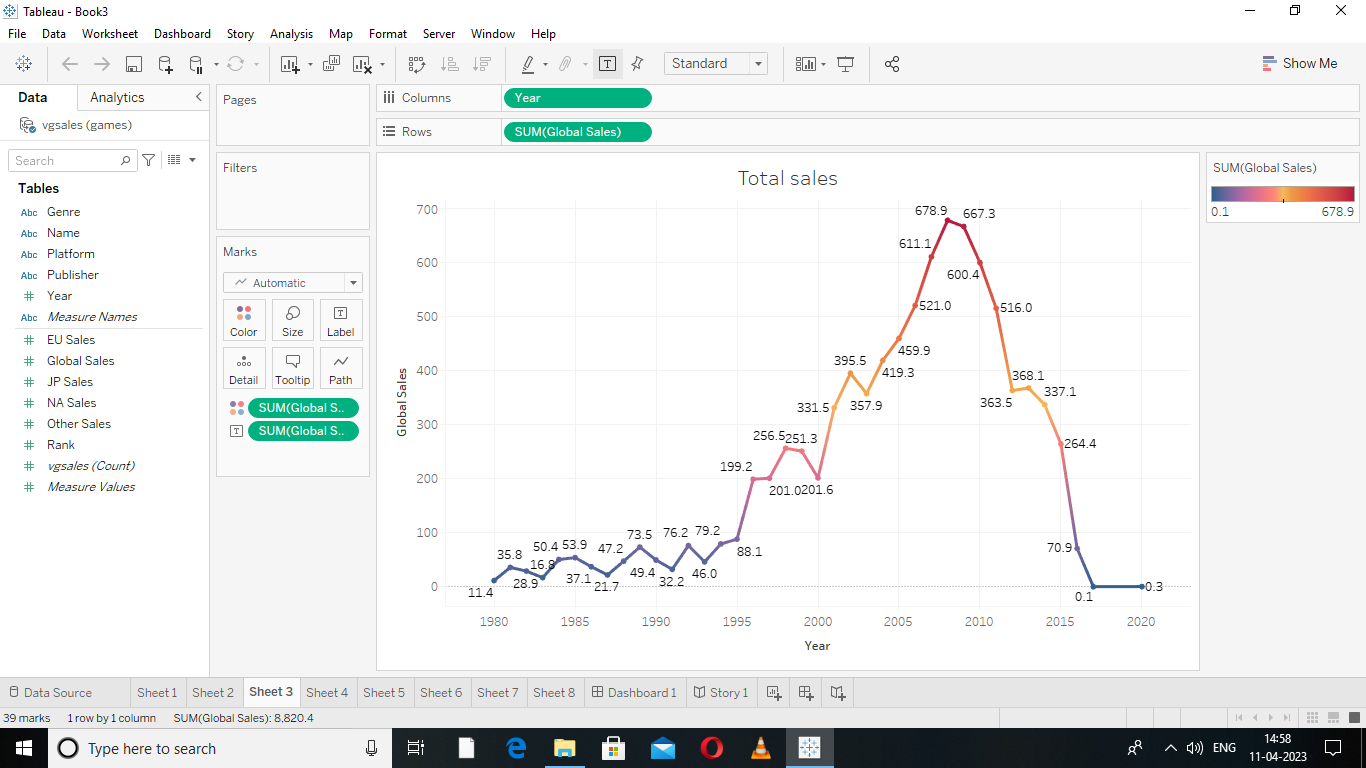 Tableau - Book3
File Data Worksheet Dashboard Story Analysis Map Format Server Window Help
Standard
Show Me
Data Analytics
vgsales (games)
Search
Tables
Abc Genre
Abc Name
Abc Platform
Abc Publisher
# Year
Abc Measure Names
# EU Sales
# Global Sales
# JP Sales
# NA Sales
# Other Sales
# Rank
# vgsales (Count)
# Measure Values
Pages
Filters
Marks
Automatic
Color Size Label
Detail Tooltip Path
SUM(Global S..
SUM(Global S..
Columns Year
Rows SUM(Global Sales)
Total sales
Global Sales
700
600
500
400
300
200
100
0
11.4
35.8
28.9
16.8
50.4
53.9
37.1
21.7
47.2
73.5
49.4
32.2
76.2
46.0
79.2
88.1
199.2
201.0
256.5
251.3
201.6
331.5
395.5
357.9
419.3
459.9
521.0
611.1
678.9
667.3
600.4
516.0
363.5
368.1
337.1
264.4
70.9
0.1
0.3
1980 1985 1990 1995 2000 2005 2010 2015 2020
Year
SUM(Global Sales)
0.1 678.9
Data Source Sheet 1 Sheet 2 Sheet 3 Sheet 4 Sheet 5 Sheet 6 Sheet 7 Sheet 8 Dashboard 1 Story 1
39 marks 1 row by 1 column SUM(Global Sales): 8,820.4
Type here to search
ENG
14:58
11-04-2023